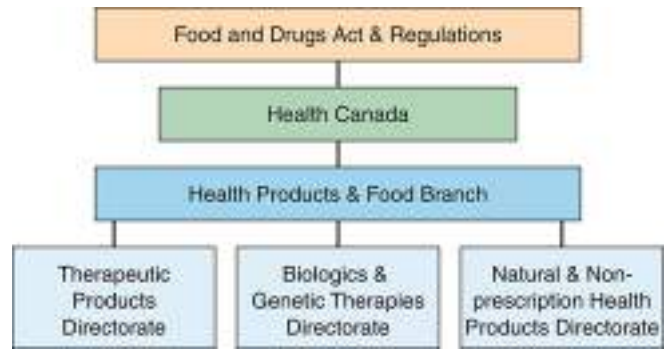 Food and Drugs Act & Regulations
Health Canada
Health Products & Food Branch
Therapeutic
Products
Directorate
Biologics &
Genetic Therapies
Directorate
Natural & Non-
prescription Health
Products Directorate